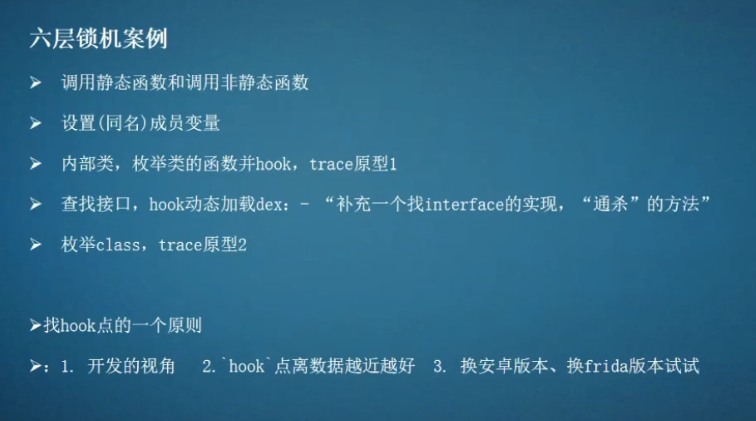 六层锁机案例
➢ 调用静态函数和调用非静态函数
➢ 设置(同名)成员变量
➢ 内部类，枚举类的函数并hook，trace原型1
➢ 查找接口，hook动态加载dex：- “补充一个找interface的实现，“通杀”的方法”
➢ 枚举class，trace原型2
➢找hook点的一个原则
➢：1. 开发的视角 2.`hook`点离数据越近越好 3. 换安卓版本、换frida版本试试